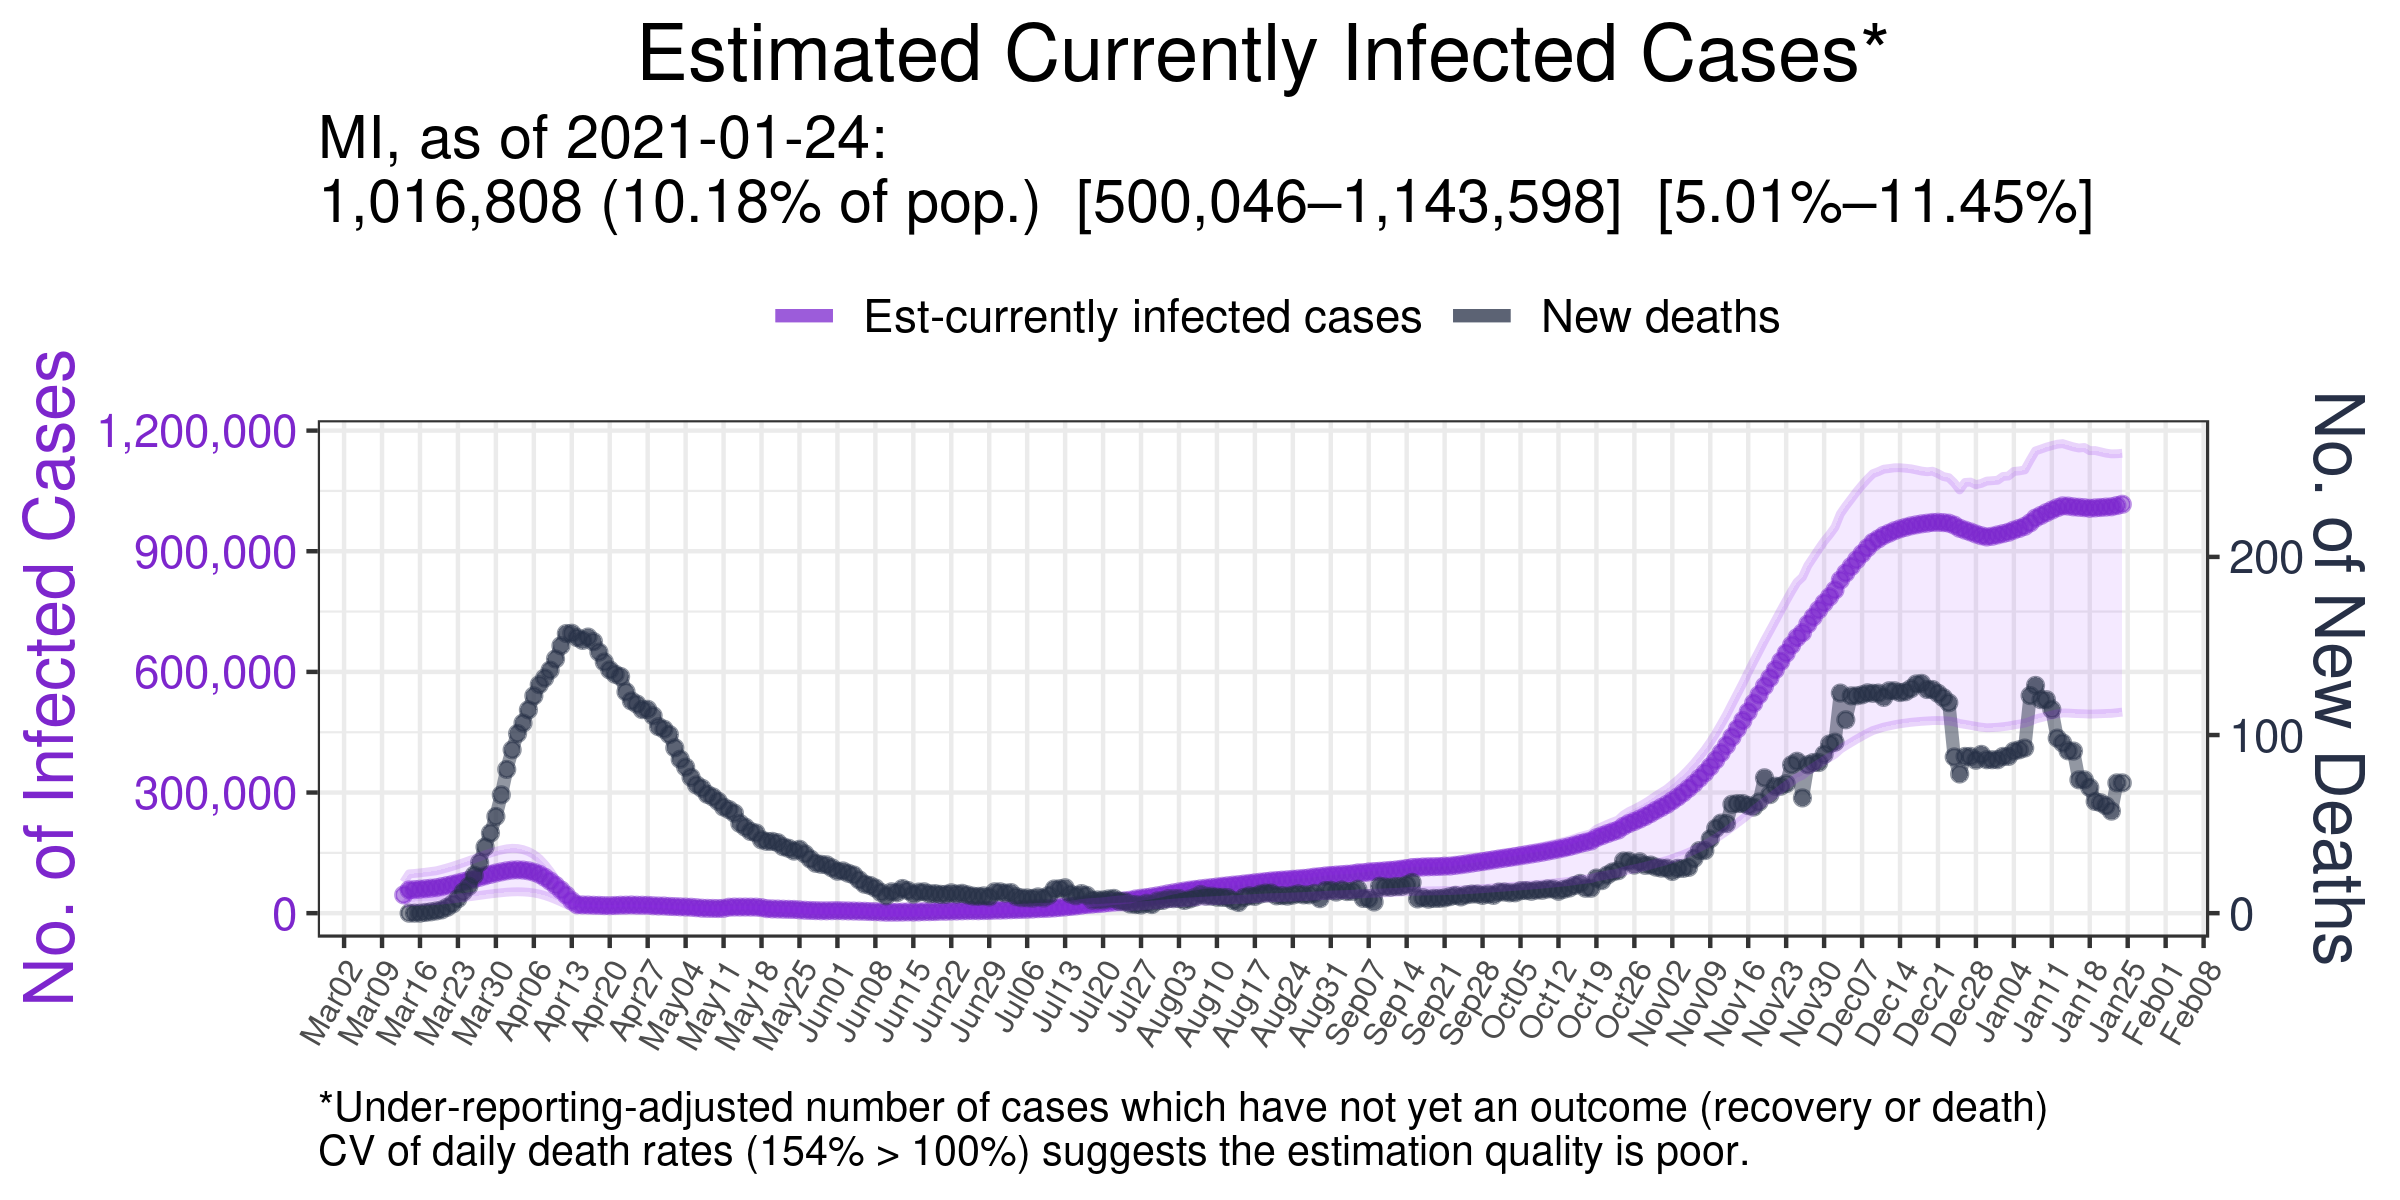 Estimated Currently Infected Cases*
MI, as of 2021-01-24:
1,016,808 (10.18% of pop.) [500,046–1,143,598] [5.01%–11.45%]
Est-currently infected cases New deaths
No. of Infected Cases
1,200,000
900,000
600,000
300,000
0
200
100
0
No. of New Deaths
Mar02 Mar09 Mar16 Mar23 Mar30 Apr06 Apr13 Apr20 Apr27 May04 May11 May18 May25 Jun01 Jun08 Jun15 Jun22 Jun29 Jul06 Jul13 Jul20 Jul27 Aug03 Aug10 Aug17 Aug24 Aug31 Sep07 Sep14 Sep21 Sep28 Oct05 Oct12 Oct19 Oct26 Nov02 Nov09 Nov16 Nov23 Nov30 Dec07 Dec14 Dec21 Dec28 Jan04 Jan11 Jan18 Jan25 Feb01 Feb08
*Under-reporting-adjusted number of cases which have not yet an outcome (recovery or death)
CV of daily death rates (154% > 100%) suggests the estimation quality is poor.